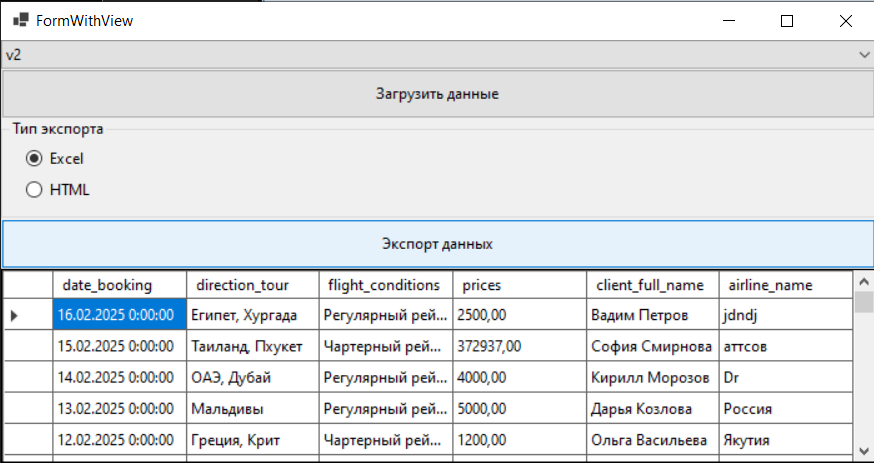 FormWithView
v2
Загрузить данные
Тип экспорта
Excel
HTML
Экспорт данных
date_booking direction_tour flight_conditions prices client_full_name airline_name
16.02.2025 0:00:00 Египет, Хургада Регулярный рей... 2500,00 Вадим Петров jdndj
15.02.2025 0:00:00 Таиланд, Пхукет Чартерный рей... 372937,00 София Смирнова аттсов
14.02.2025 0:00:00 ОАЭ, Дубай Регулярный рей... 4000,00 Кирилл Морозов Dr
13.02.2025 0:00:00 Мальдивы Регулярный рей... 5000,00 Дарья Козлова Россия
12.02.2025 0:00:00 Греция, Крит Чартерный рей... 1200,00 Ольга Васильева Якутия